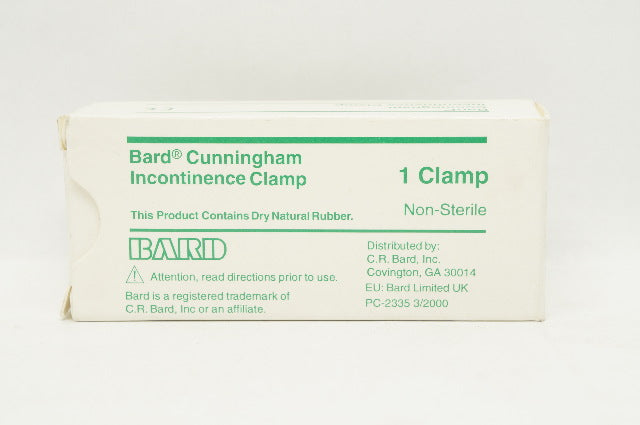 Bard® Cunningham
Incontinence Clamp
1 Clamp
This Product Contains Dry Natural Rubber.
Non-Sterile
BARD
Attention, read directions prior to use.
Bard is a registered trademark of
C.R. Bard, Inc or an affiliate.
Distributed by:
C.R. Bard, Inc.
Covington, GA 30014
EU: Bard Limited UK
PC-2335 3/2000